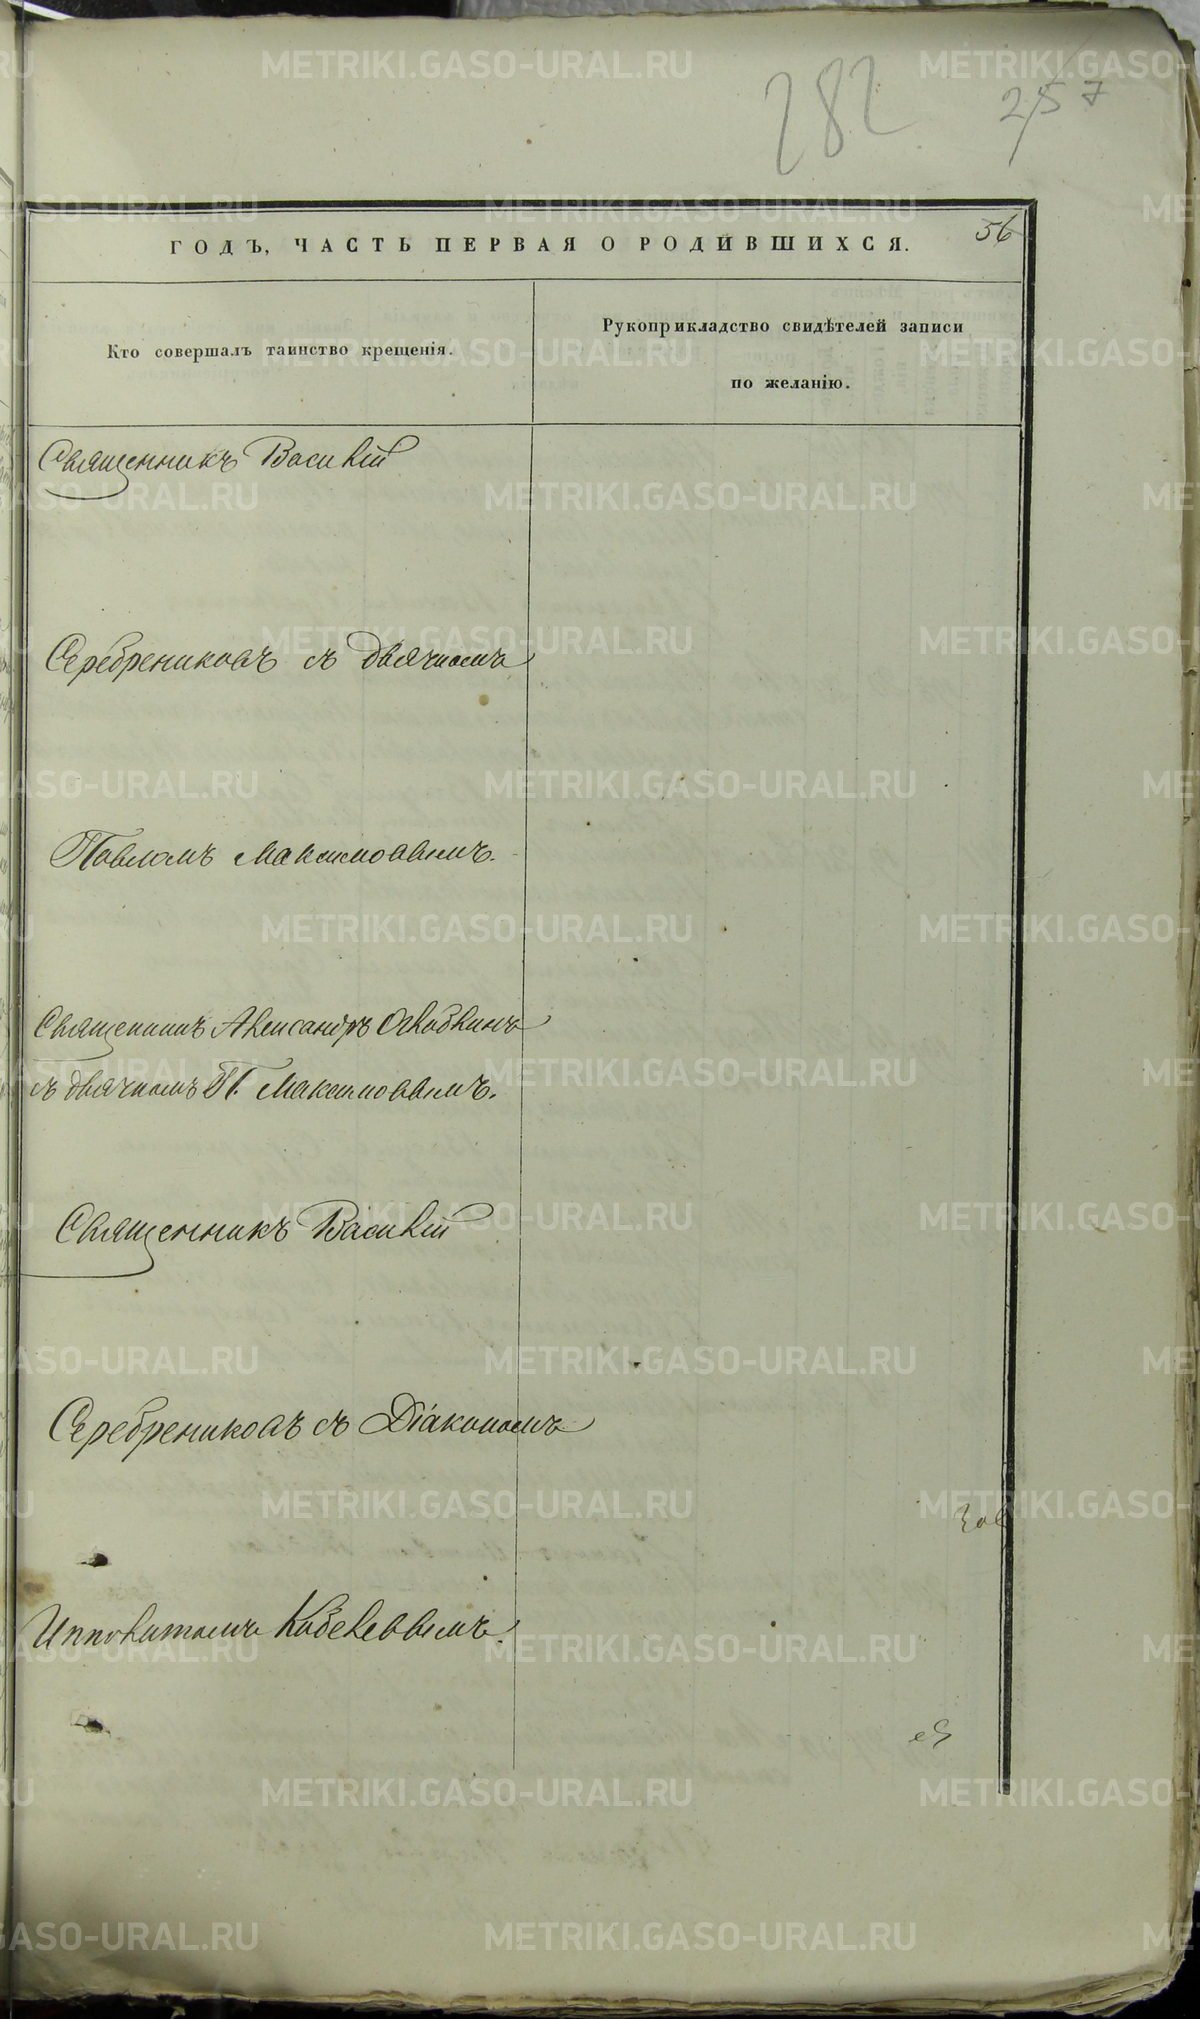 282
257
56
ГОДЪ, ЧАСТЬ ПЕРВАЯ О РОДИВШИХСЯ.
Кто совершалъ таинство крещенія.
Рукоприкладство свидѣтелей записи
по желанію.
Священникъ Василій
Серебрениковъ съ дьячкомъ
Павломъ Максимовымъ.
Священникъ Александръ
съ дьячкомъ П. Максимовымъ.
Священникъ Василій
Серебрениковъ съ Діакономъ
Ипполитомъ Кобелевымъ.
METRIKI.GASO-URAL.RU